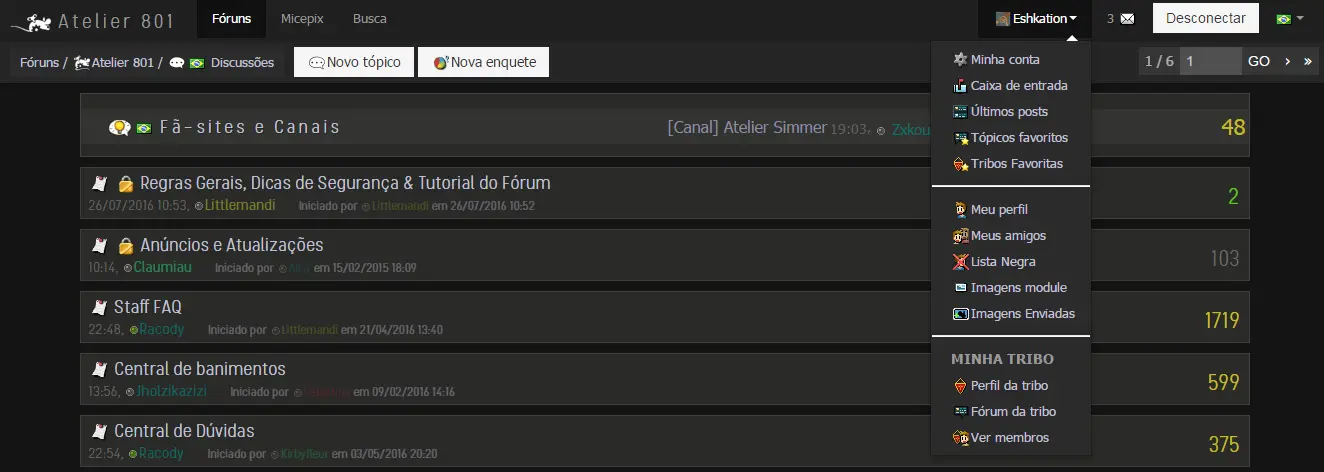 Atelier 801 Fóruns Micepix Busca Eshkation 3 Desconectar
Fóruns / Atelier 801 / Discussões Novo tópico Nova enquete 1 / 6 1 GO › »
Fã-sites e Canais [Canal] Atelier Simmer 19:03, Zxkou 48
Regras Gerais, Dicas de Segurança & Tutorial do Fórum 2
26/07/2016 10:53, Littlemandi Iniciado por Littlemandi em 26/07/2016 10:52
Anúncios e Atualizações 103
10:14, Claumiau Iniciado por em 15/02/2015 18:09
Staff FAQ 1719
22:48, Racody Iniciado por Littlemandi em 21/04/2016 13:40
Central de banimentos 599
13:56, Jholzikazizi Iniciado por em 09/02/2016 14:16
Central de Dúvidas 375
22:54, Racody Iniciado por Kirbyfleur em 03/05/2016 20:20
Minha conta
Caixa de entrada
Últimos posts
Tópicos favoritos
Tribos Favoritas
Meu perfil
Meus amigos
Lista Negra
Imagens module
Imagens Enviadas
MINHA TRIBO
Perfil da tribo
Fórum da tribo
Ver membros